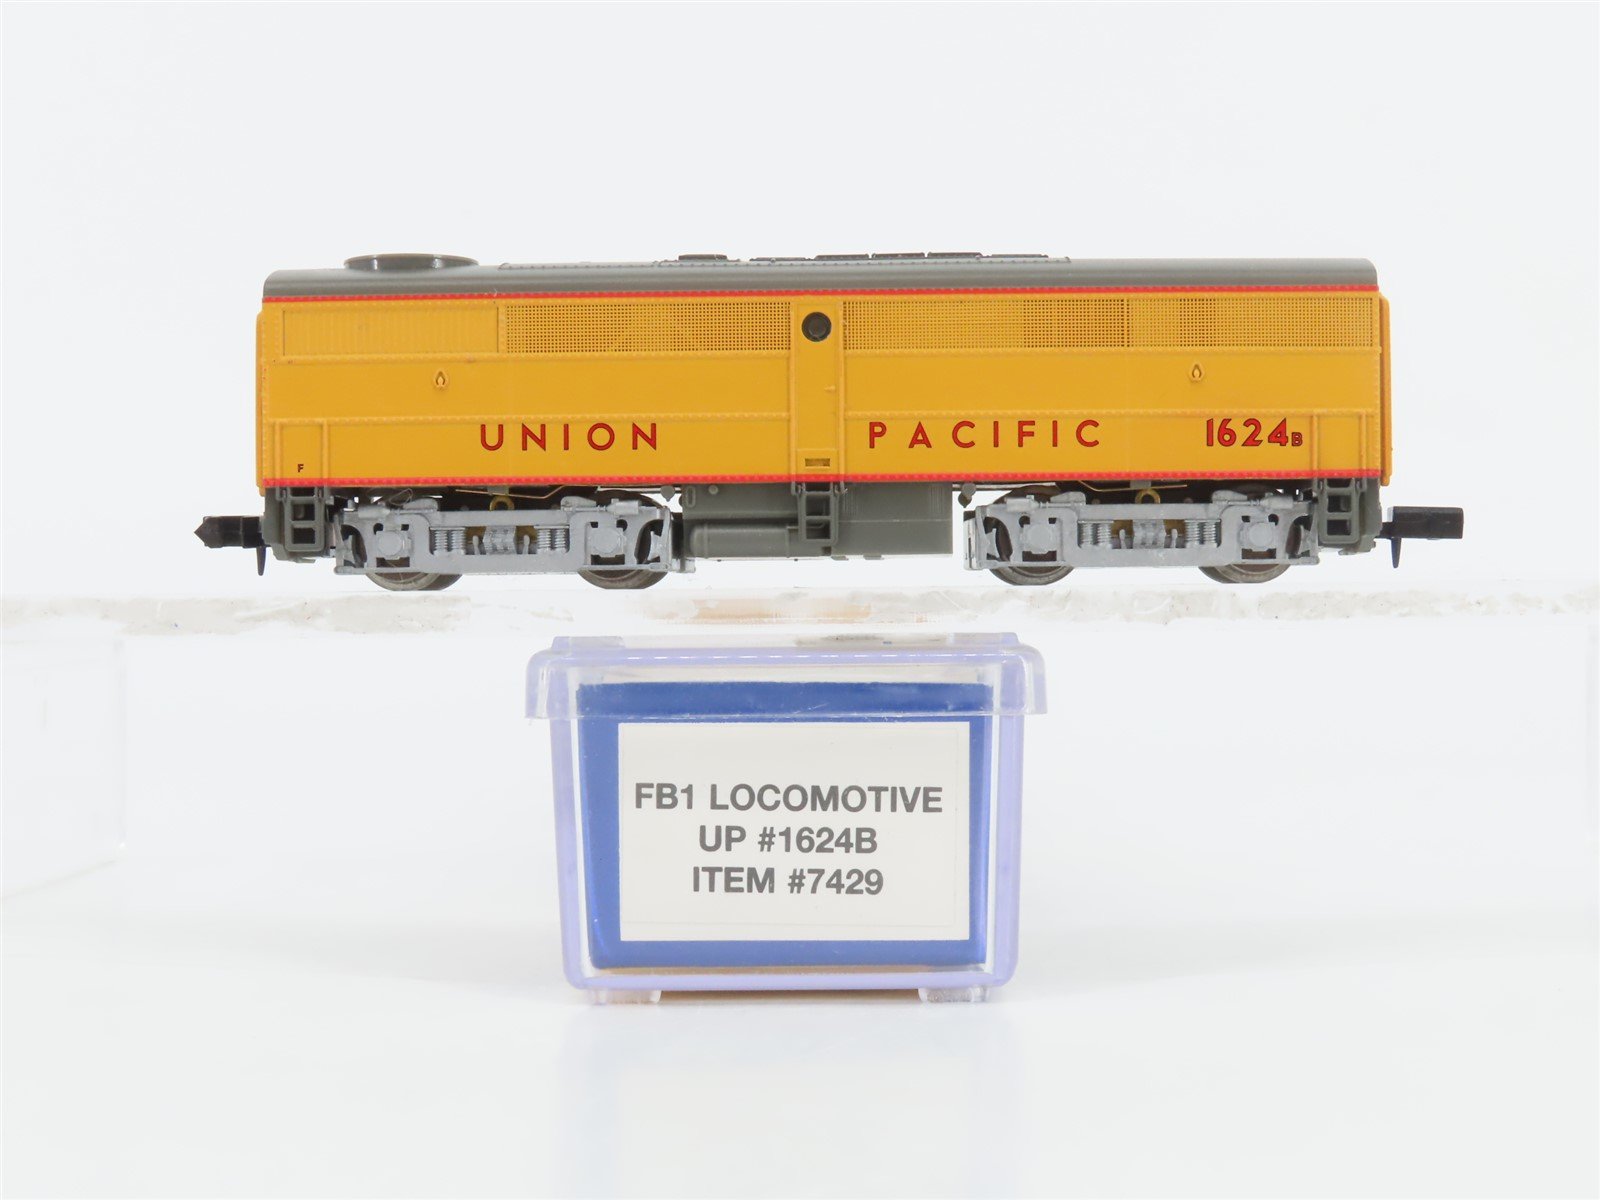 UNION PACIFIC 1624B
F
FB1 LOCOMOTIVE
UP #1624B
ITEM #7429